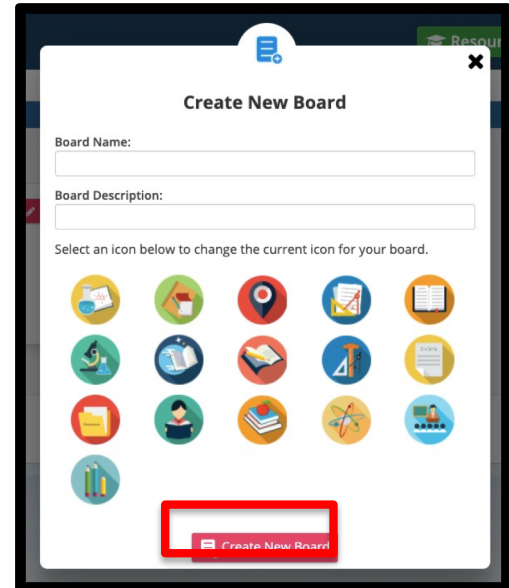 Resour
Create New Board
Board Name:
Board Description:
Select an icon below to change the current icon for your board.
Create New Board